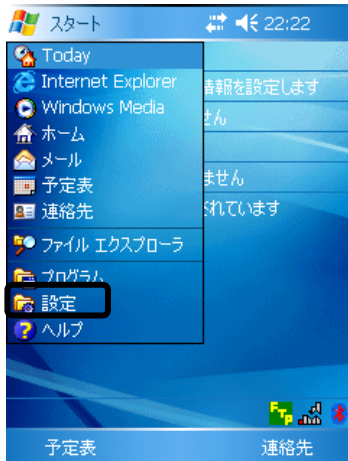 スタート 22:22
Today
Internet Explorer
Windows Media
ホーム
メール
予定表
連絡先
ファイル エクスプローラ
プログラム
設定
ヘルプ
情報を設定します
せん
ません
されています
FTP
予定表 連絡先